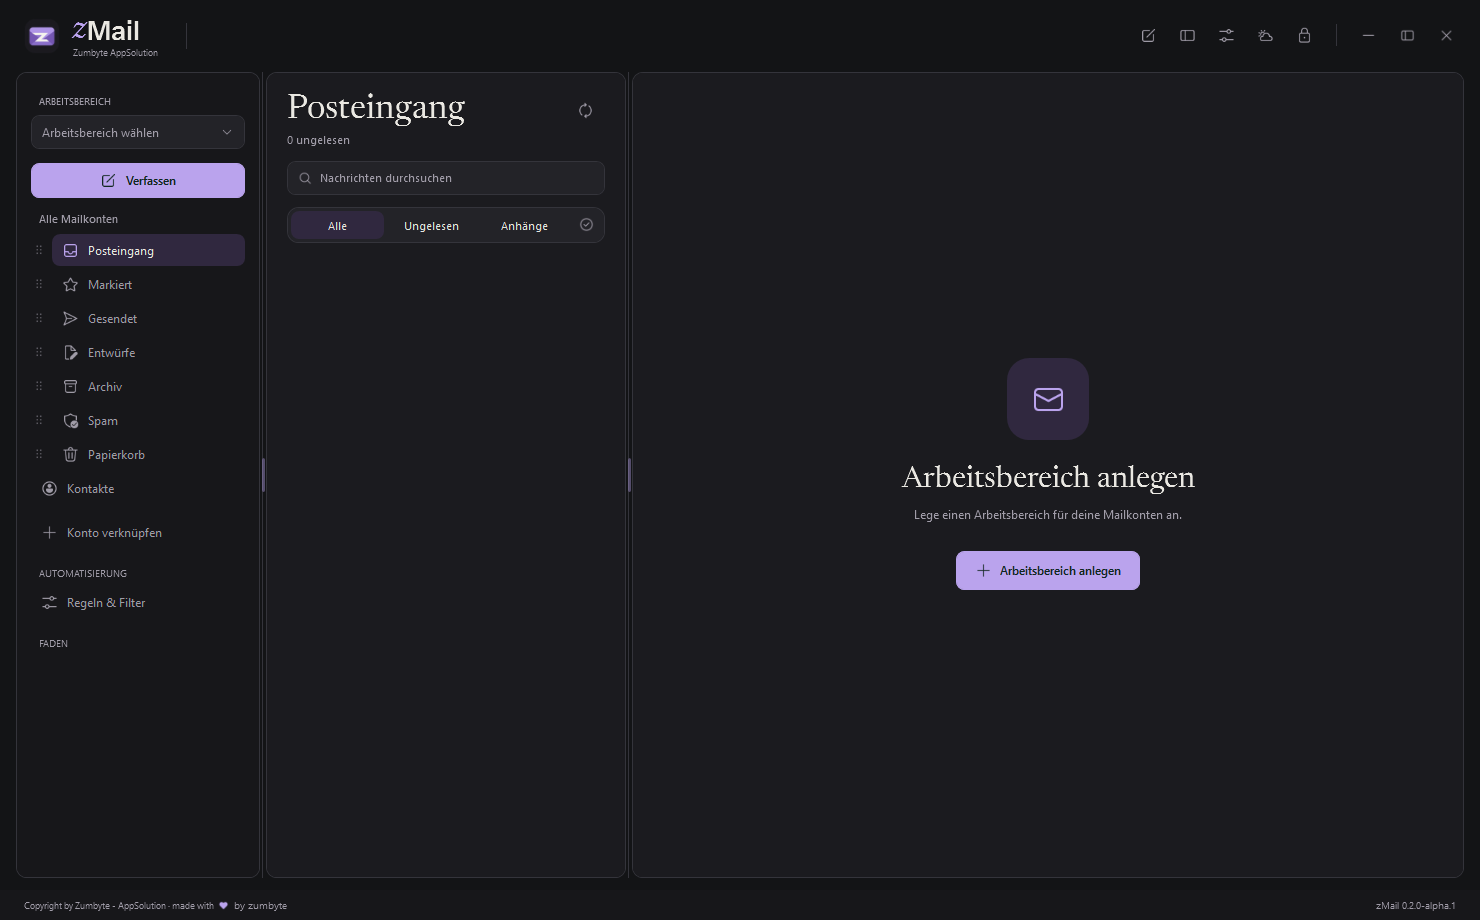 zMail
Zumbyte AppSolution
ARBEITSBEREICH
Arbeitsbereich wählen
Verfassen
Alle Mailkonten
Posteingang
Markiert
Gesendet
Entwürfe
Archiv
Spam
Papierkorb
Kontakte
Konto verknüpfen
AUTOMATISIERUNG
Regeln & Filter
FADEN
Posteingang
0 ungelesen
Nachrichten durchsuchen
Alle Ungelesen Anhänge
Arbeitsbereich anlegen
Lege einen Arbeitsbereich für deine Mailkonten an.
Arbeitsbereich anlegen
Copyright by Zumbyte - AppSolution · made with 💜 by zumbyte
zMail 0.2.0-alpha.1